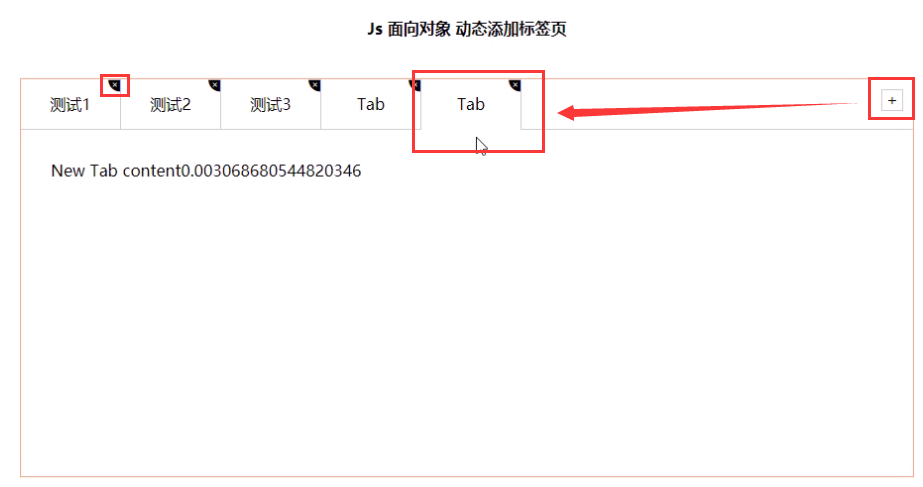 Js 面向对象 动态添加标签页
× × × × ×
测试1 测试2 测试3 Tab Tab +
New Tab content0.003068680544820346